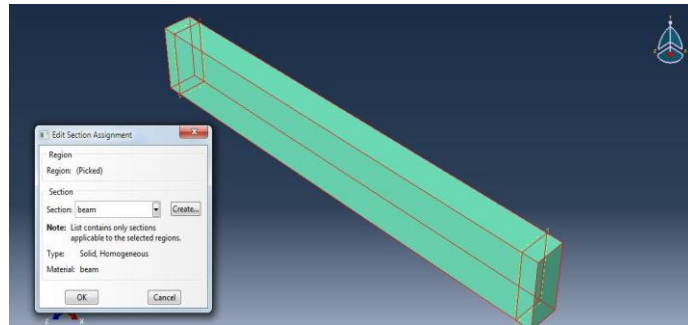 Edit Section Assignment
Region
Region: (Picked)
Section
Section: beam Create...
Note: List contains only sections
applicable to the selected regions.
Type: Solid, Homogeneous
Material: beam
OK Cancel
Z X